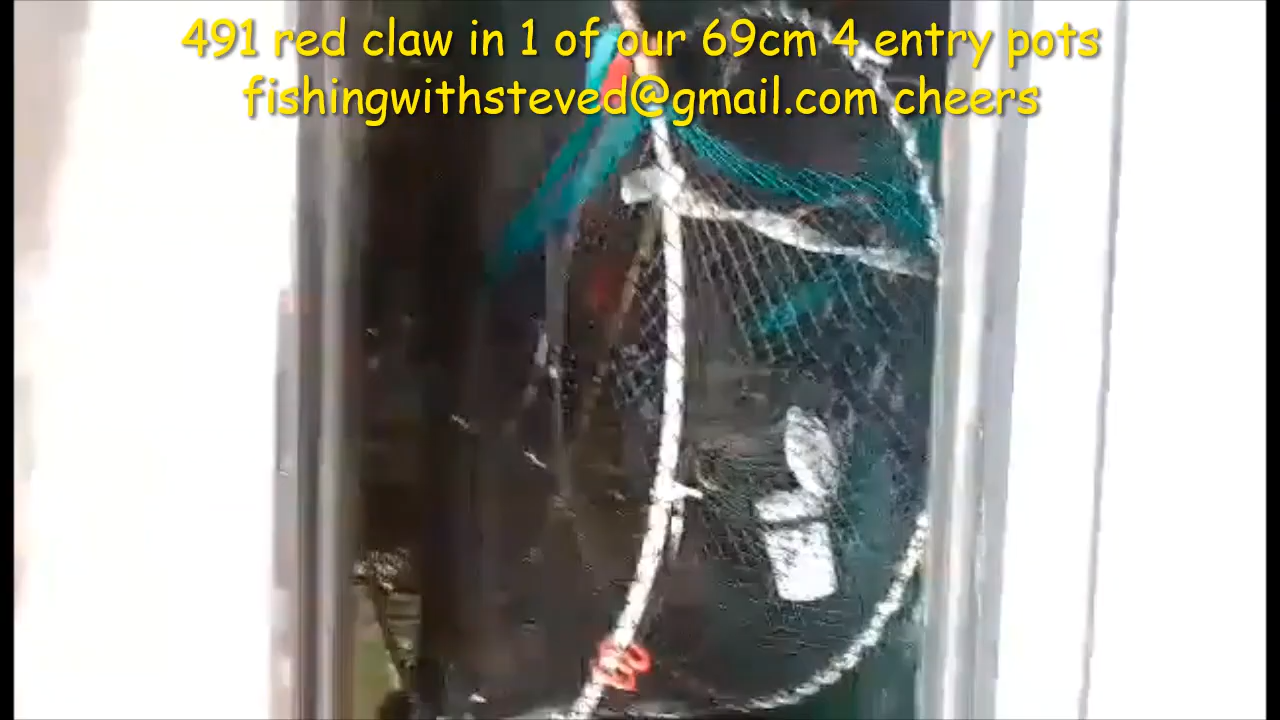 491 red claw in 1 of our 69cm 4 entry pots
fishingwithsteved@gmail.com cheers